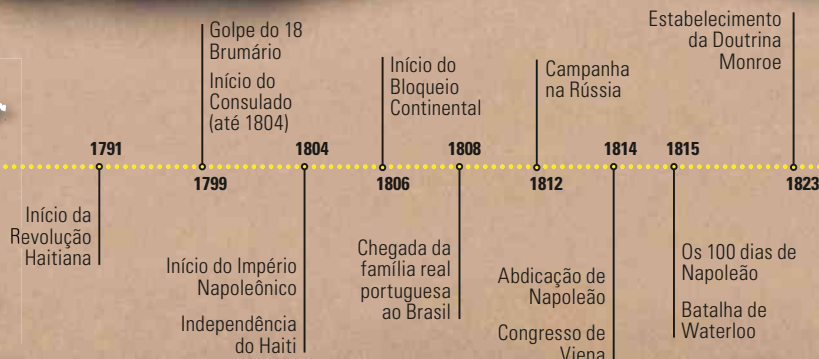 Golpe do 18
Brumário
Início do
Consulado
(até 1804)
Início do
Bloqueio
Continental
Campanha
na Rússia
Estabelecimento
da Doutrina
Monroe
1791
1799
1804
1806
1808
1812
1814
1815
1823
Início da
Revolução
Haitiana
Início do Império
Napoleônico
Independência
do Haiti
Chegada da
família real
portuguesa
ao Brasil
Abdicação de
Napoleão
Congresso de
Viena
Os 100 dias de
Napoleão
Batalha de
Waterloo